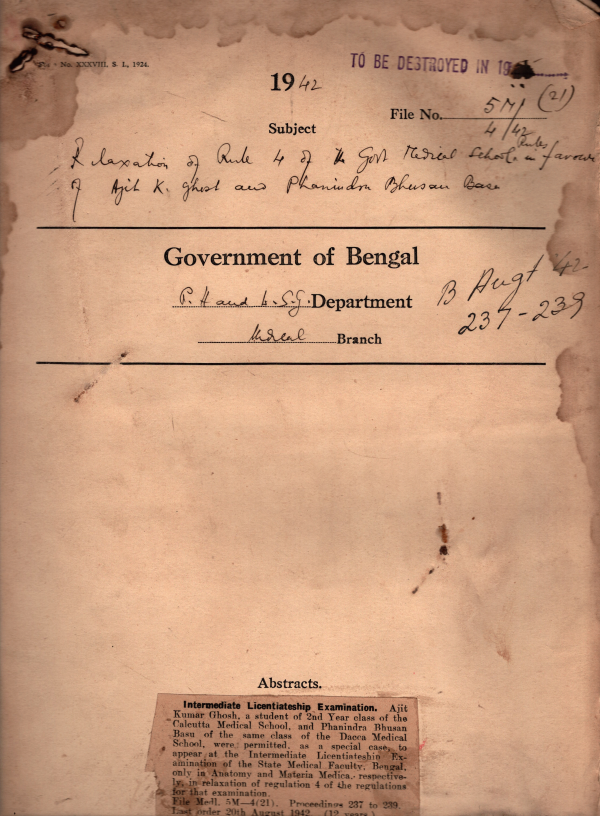 No. XXXVIII, S. L., 1924.
TO BE DESTROYED IN 19
1942
File No. 5M/4/42 (21)
Subject
Relaxation of Rule 4 of the Govt Medical Schools Rules in favour
of Ajit K. Ghosh and Phanindra Bhusan Basu
Government of Bengal
P. H and L. S. G. Department
Medical Branch
B Augt '42
237-239
Abstracts.
Intermediate Licentiateship Examination. Ajit
Kumar Ghosh, a student of 2nd Year class of the
Calcutta Medical School, and Phanindra Bhusan
Basu of the same class of the Dacca Medical
School, were permitted, as a special case, to
appear at the Intermediate Licentiateship Ex-
amination of the State Medical Faculty, Bengal,
only in Anatomy and Materia Medica, respective-
ly, in relaxation of regulation 4 of the regulations
for that examination.
File Medl. 5M—4(21). Proceedings 237 to 239.
Last order 20th August 1942. (12 years.)